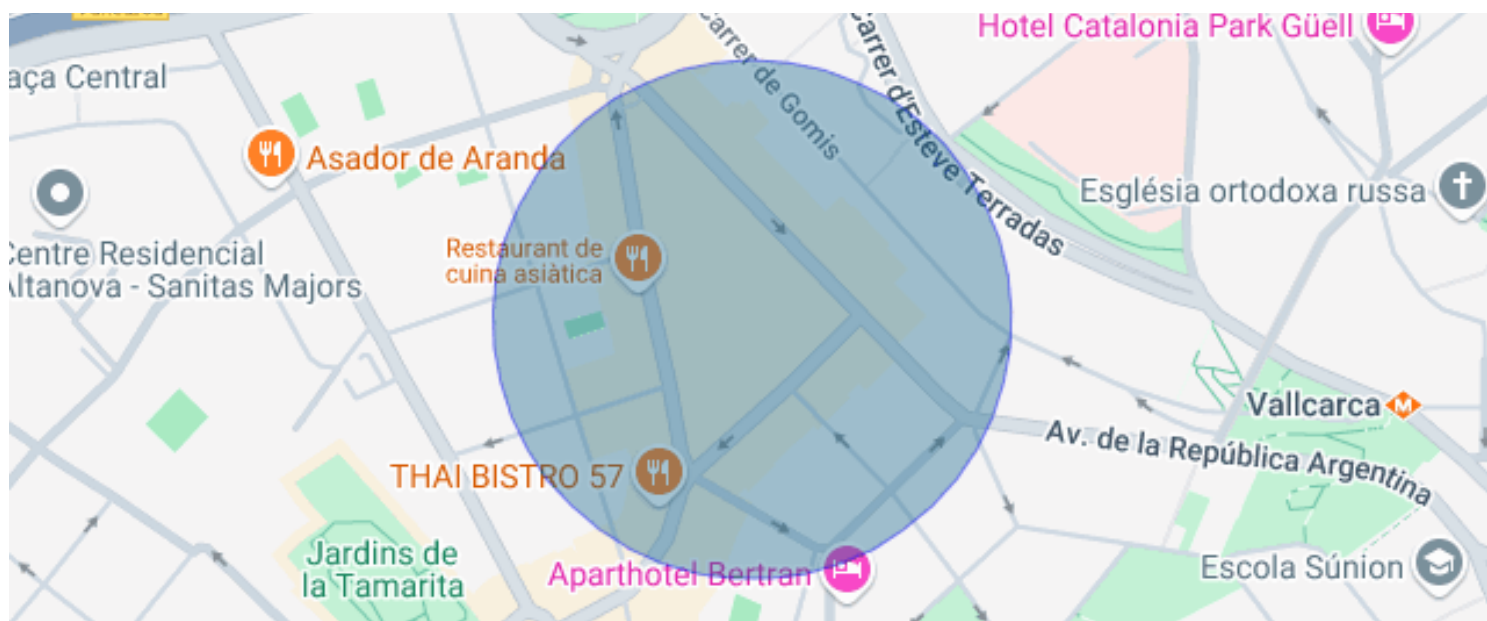 Hotel Catalonia Park Güell
aça Central
Carrer de Gomis
Carrer d'Esteve Terradas
Asador de Aranda
Església ortodoxa russa
Centre Residencial
Altanova - Sanitas Majors
Restaurant de
cuina asiàtica
Vallcarca
M
Av. de la República Argentina
THAI BISTRO 57
Jardins de
la Tamarita
Aparthotel Bertran
Escola Súnion